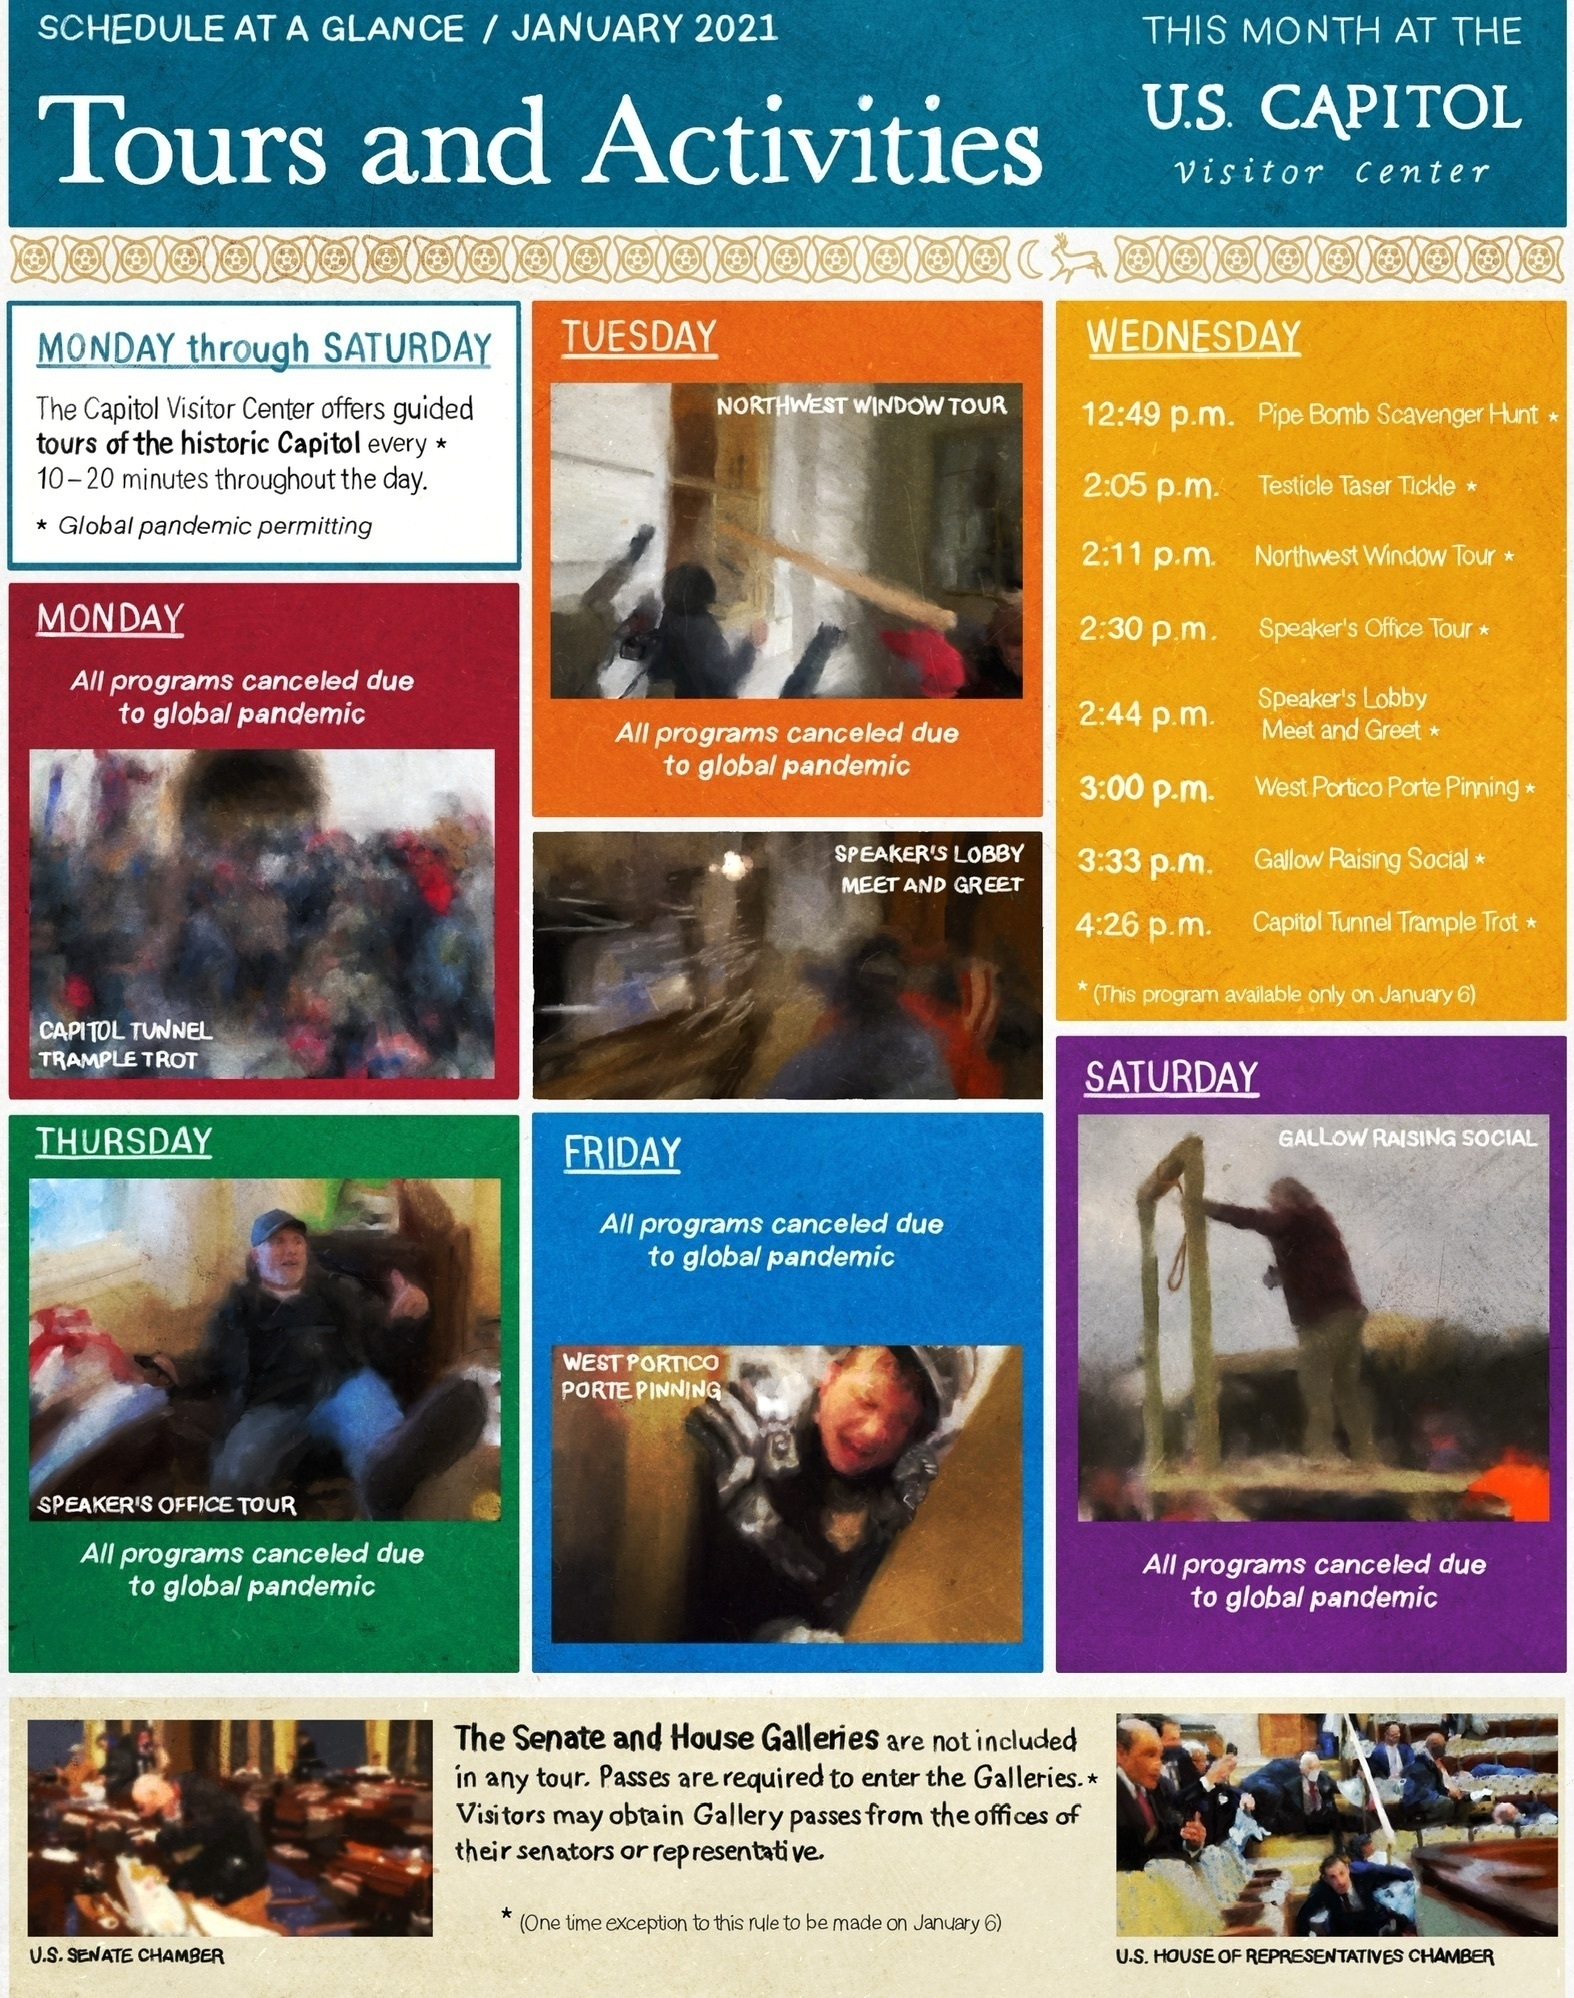 SCHEDULE AT A GLANCE / JANUARY 2021
Tours and Activities
THIS MONTH AT THE
U.S. CAPITOL
Visitor Center
MONDAY through SATURDAY
The Capitol Visitor Center offers guided
tours of the historic Capitol every *
10-20 minutes throughout the day.
* Global pandemic permitting
MONDAY
All programs canceled due
to global pandemic
CAPITOL TUNNEL
TRAMPLE TROT
TUESDAY
NORTHWEST WINDOW TOUR
All programs canceled due
to global pandemic
SPEAKER'S LOBBY
MEET AND GREET
WEDNESDAY
12:49 p.m. Pipe Bomb Scavenger Hunt *
2:05 p.m. Testicle Taser Tickle *
2:11 p.m. Northwest Window Tour *
2:30 p.m. Speaker's Office Tour *
2:44 p.m. Speaker's Lobby
Meet and Greet *
3:00 p.m. West Portico Porte Pinning *
3:33 p.m. Gallow Raising Social *
4:26 p.m. Capitol Tunnel Trample Trot *
* (This program available only on January 6)
THURSDAY
SPEAKER'S OFFICE TOUR
All programs canceled due
to global pandemic
FRIDAY
All programs canceled due
to global pandemic
WEST PORTICO
PORTE PINNING
SATURDAY
GALLOW RAISING SOCIAL
All programs canceled due
to global pandemic
The Senate and House Galleries are not included
in any tour. Passes are required to enter the Galleries.*
Visitors may obtain Gallery passes from the offices of
their senators or representative.
* (One time exception to this rule to be made on January 6)
U.S. SENATE CHAMBER
U.S. HOUSE OF REPRESENTATIVES CHAMBER